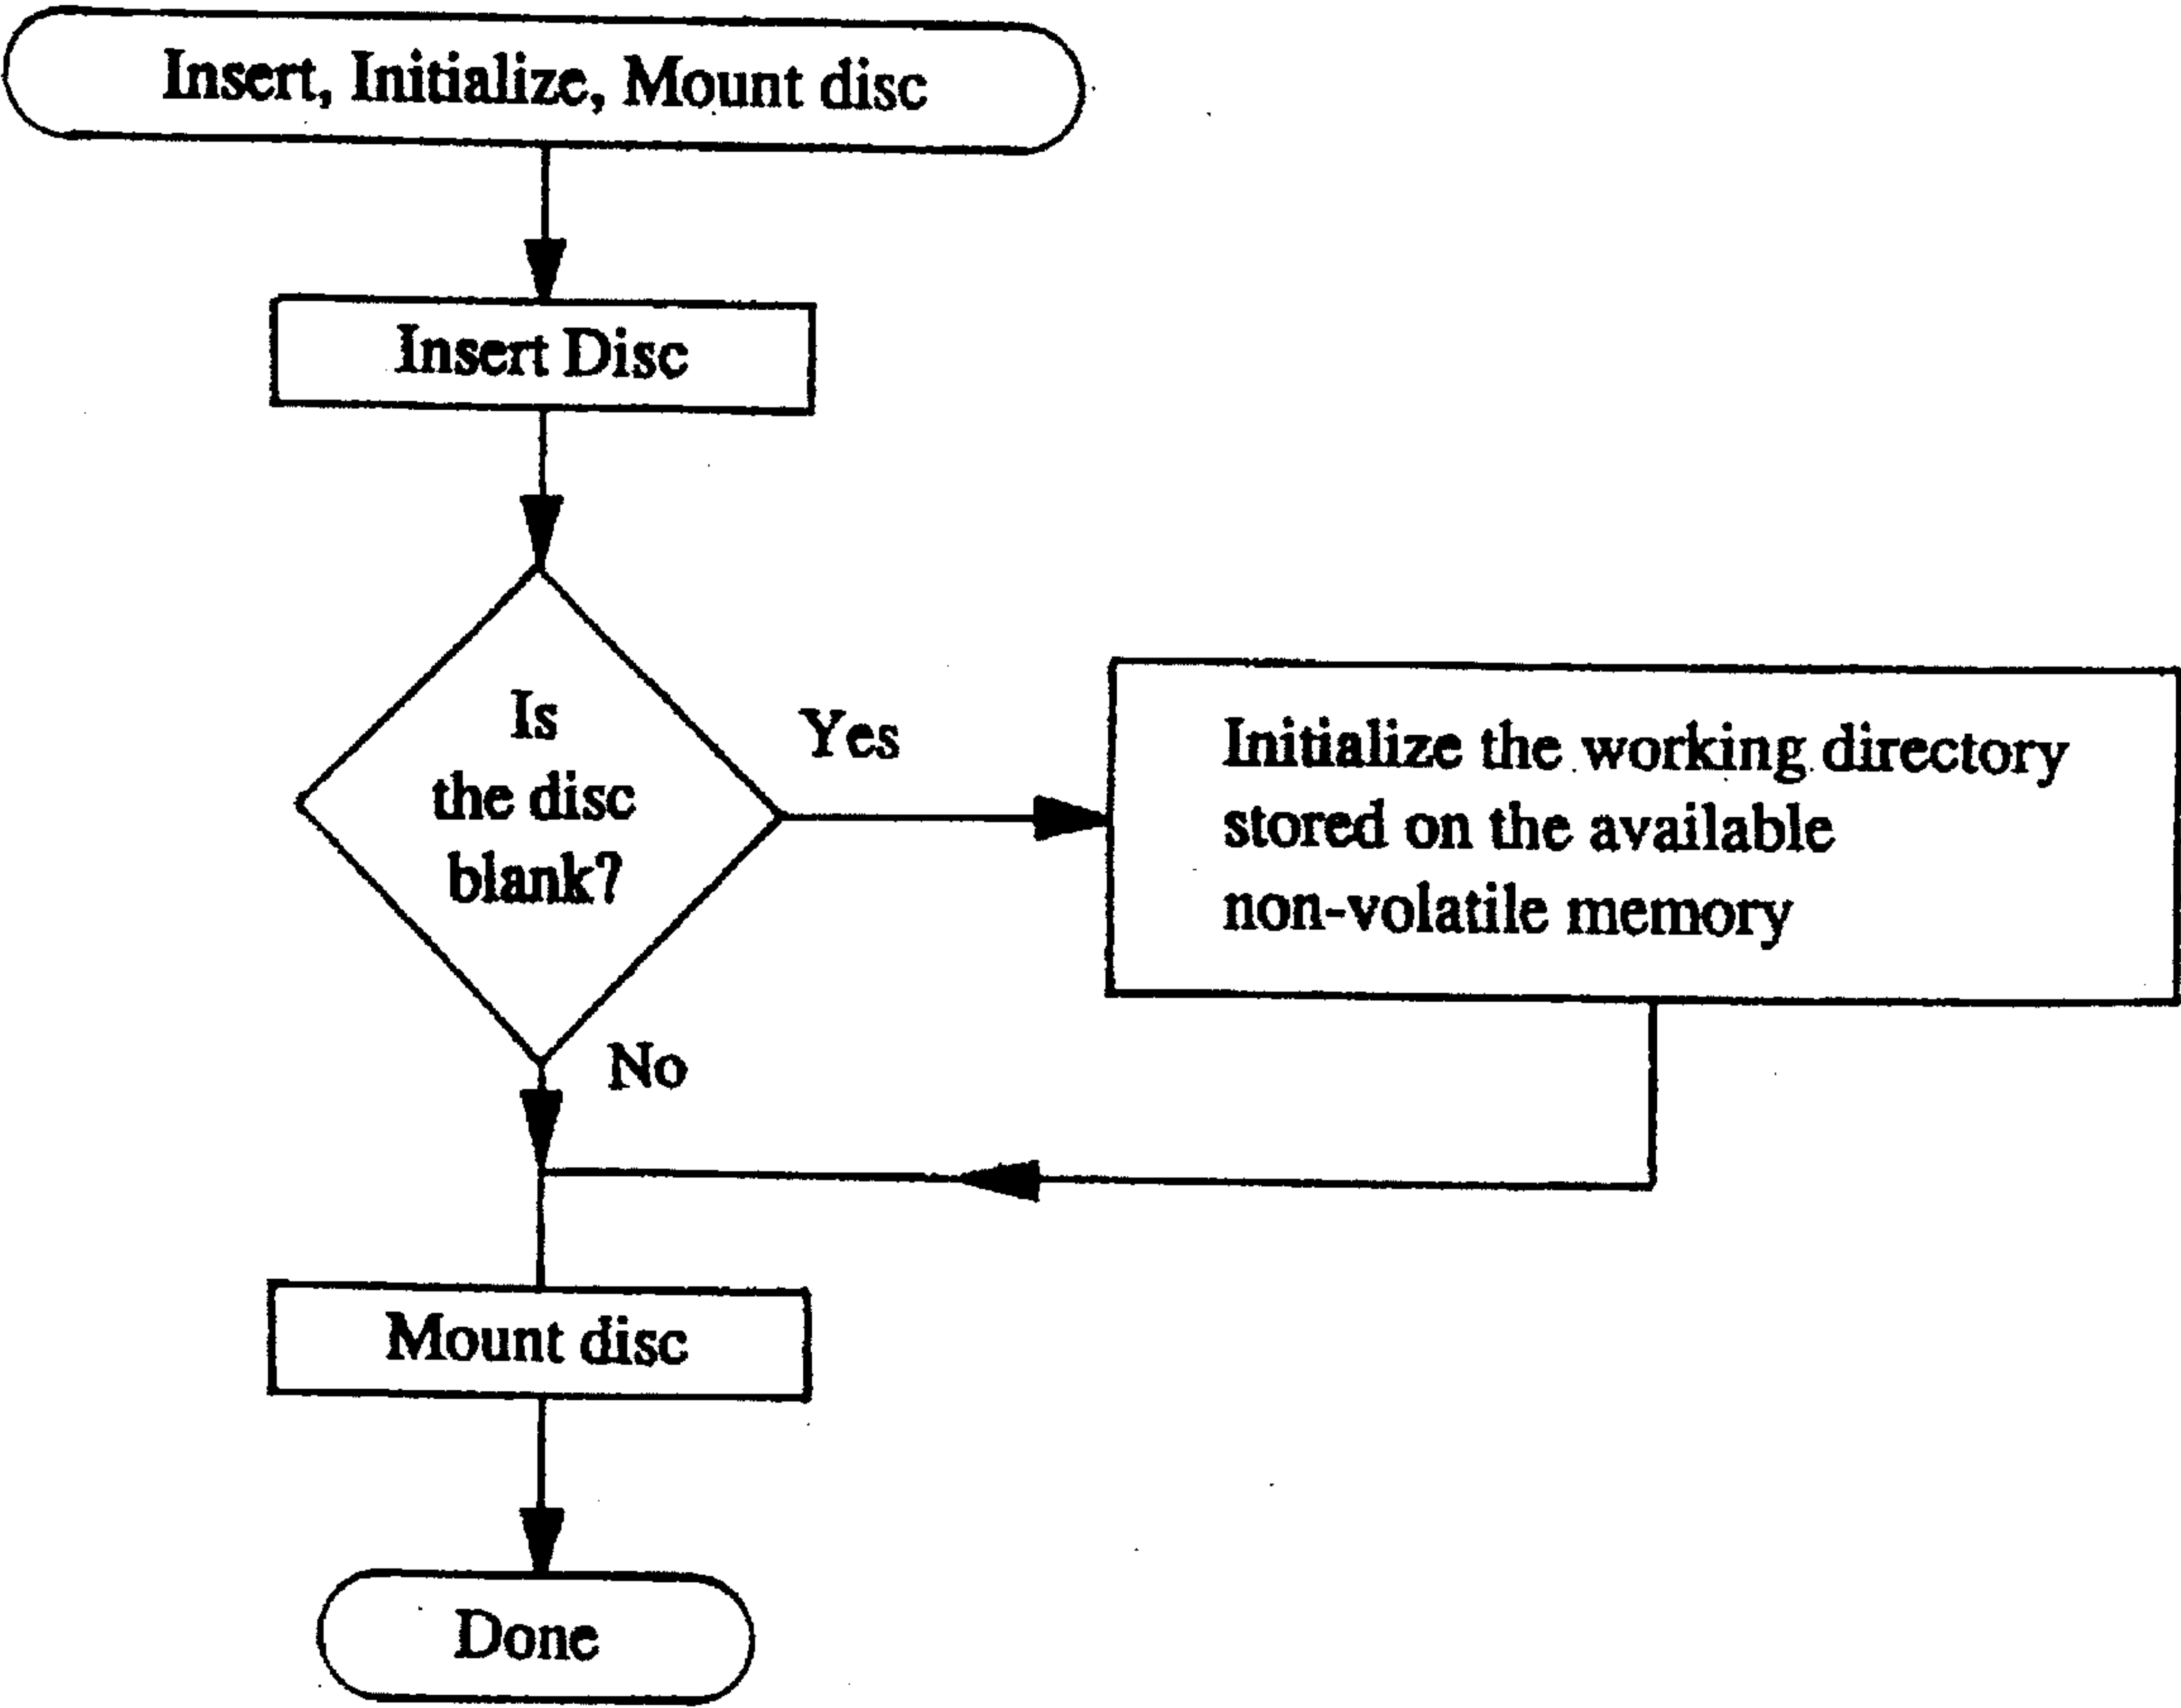 Insert, Initialize, Mount disc
Insert Disc
Is
the disc
blank?
Yes
Initialize the working directory
stored on the available
non-volatile memory
No
Mount disc
Done